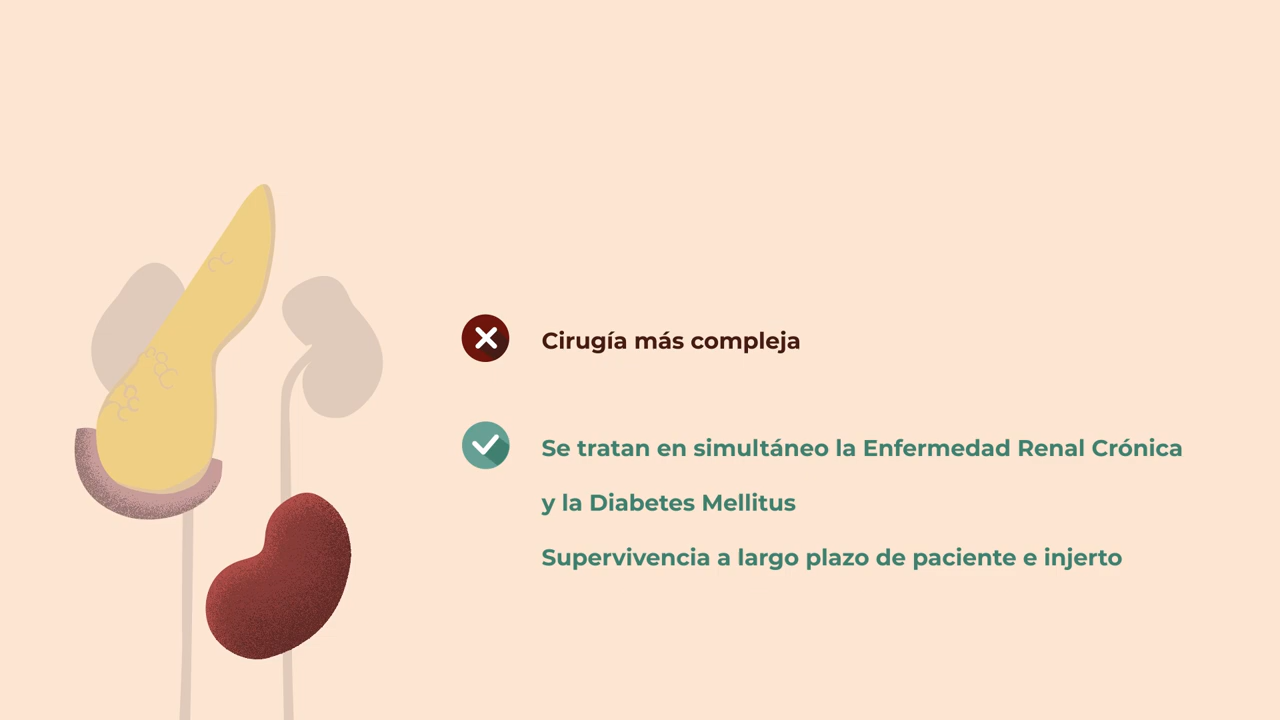 Cirugía más compleja
Se tratan en simultáneo la Enfermedad Renal Crónica
y la Diabetes Mellitus
Supervivencia a largo plazo de paciente e injerto